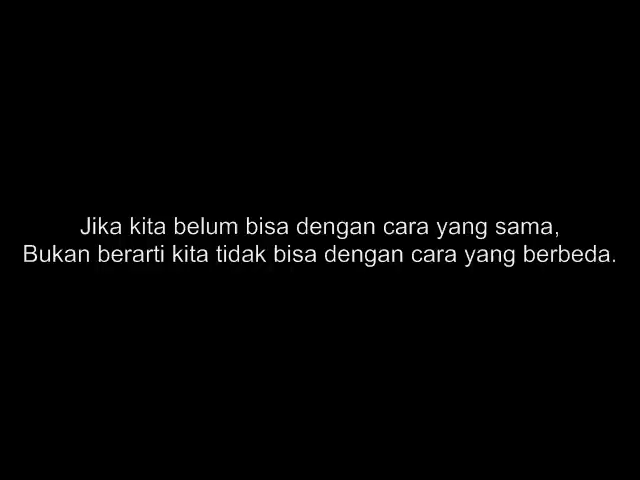 Jika kita belum bisa dengan cara yang sama,
Bukan berarti kita tidak bisa dengan cara yang berbeda.